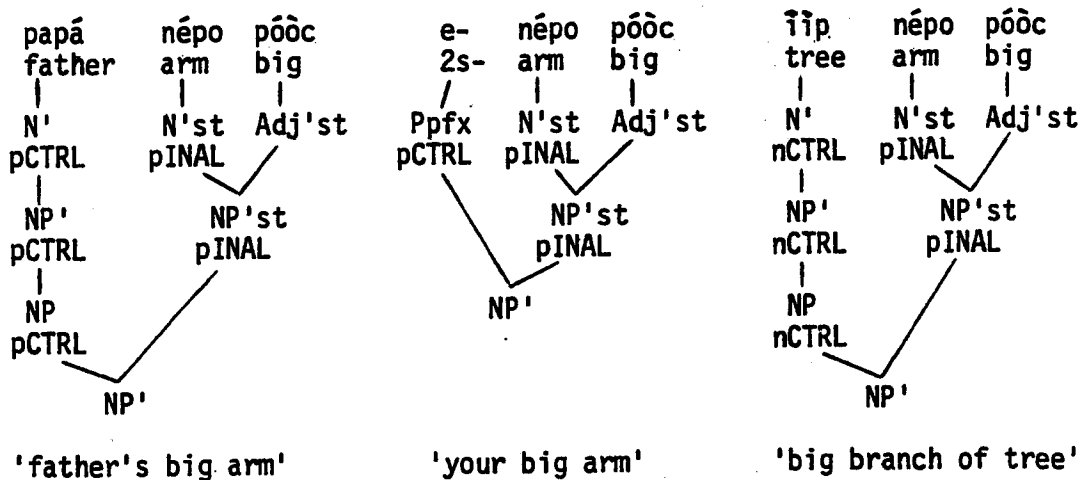 papá népo póòc e- népo póòc îîp népo póòc
father arm big 2s- arm big tree arm big
N' N'st Adj'st Ppfx N'st Adj'st N' N'st Adj'st
pCTRL pINAL pCTRL pINAL nCTRL pINAL
NP' NP'st NP'st NP' NP'st
pCTRL pINAL pINAL nCTRL pINAL
NP NP' NP
pCTRL nCTRL
NP' NP'
'father's big arm' 'your big arm' 'big branch of tree'